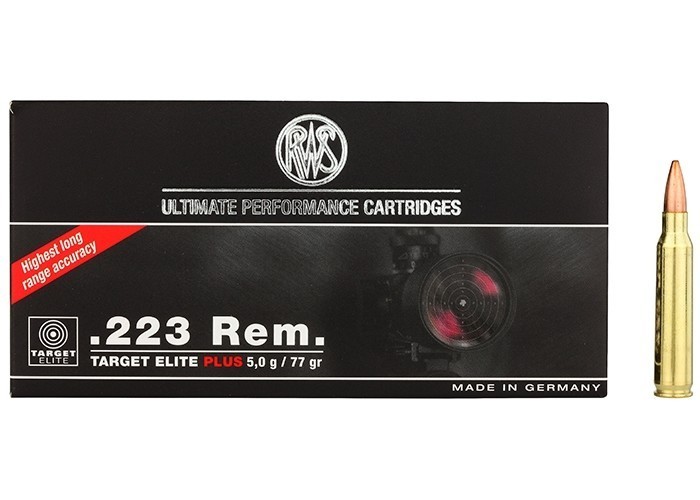 RWS
ULTIMATE PERFORMANCE CARTRIDGES
Highest long
range accuracy
.223 Rem.
TARGET
ELITE
TARGET ELITE PLUS 5,0 g / 77 gr
MADE IN GERMANY